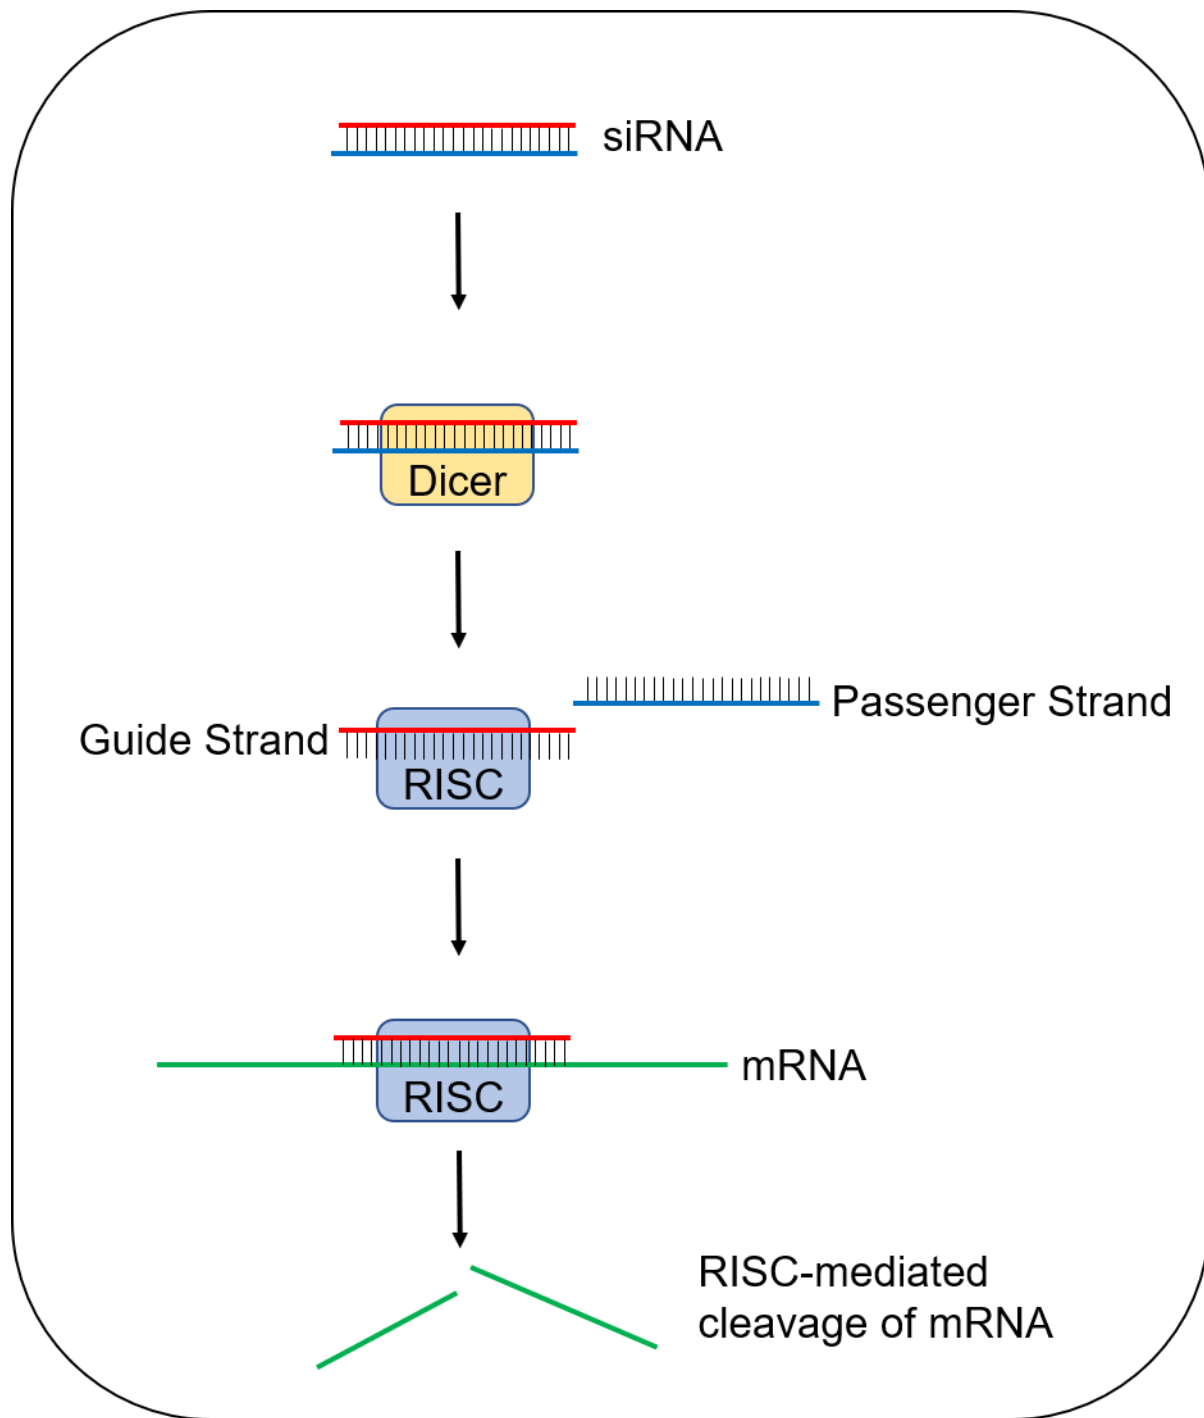 siRNA
Dicer
Passenger Strand
Guide Strand
RISC
mRNA
RISC
RISC-mediated
cleavage of mRNA